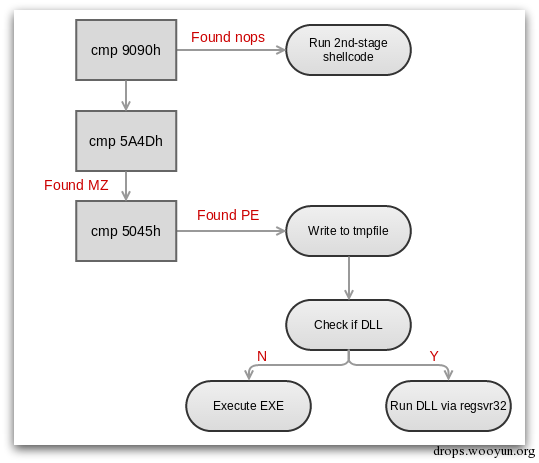 cmp 9090h
Found nops
Run 2nd-stage
shellcode
cmp 5A4Dh
Found MZ
cmp 5045h
Found PE
Write to tmpfile
Check if DLL
N
Y
Execute EXE
Run DLL via regsvr32
drops.wooyun.org